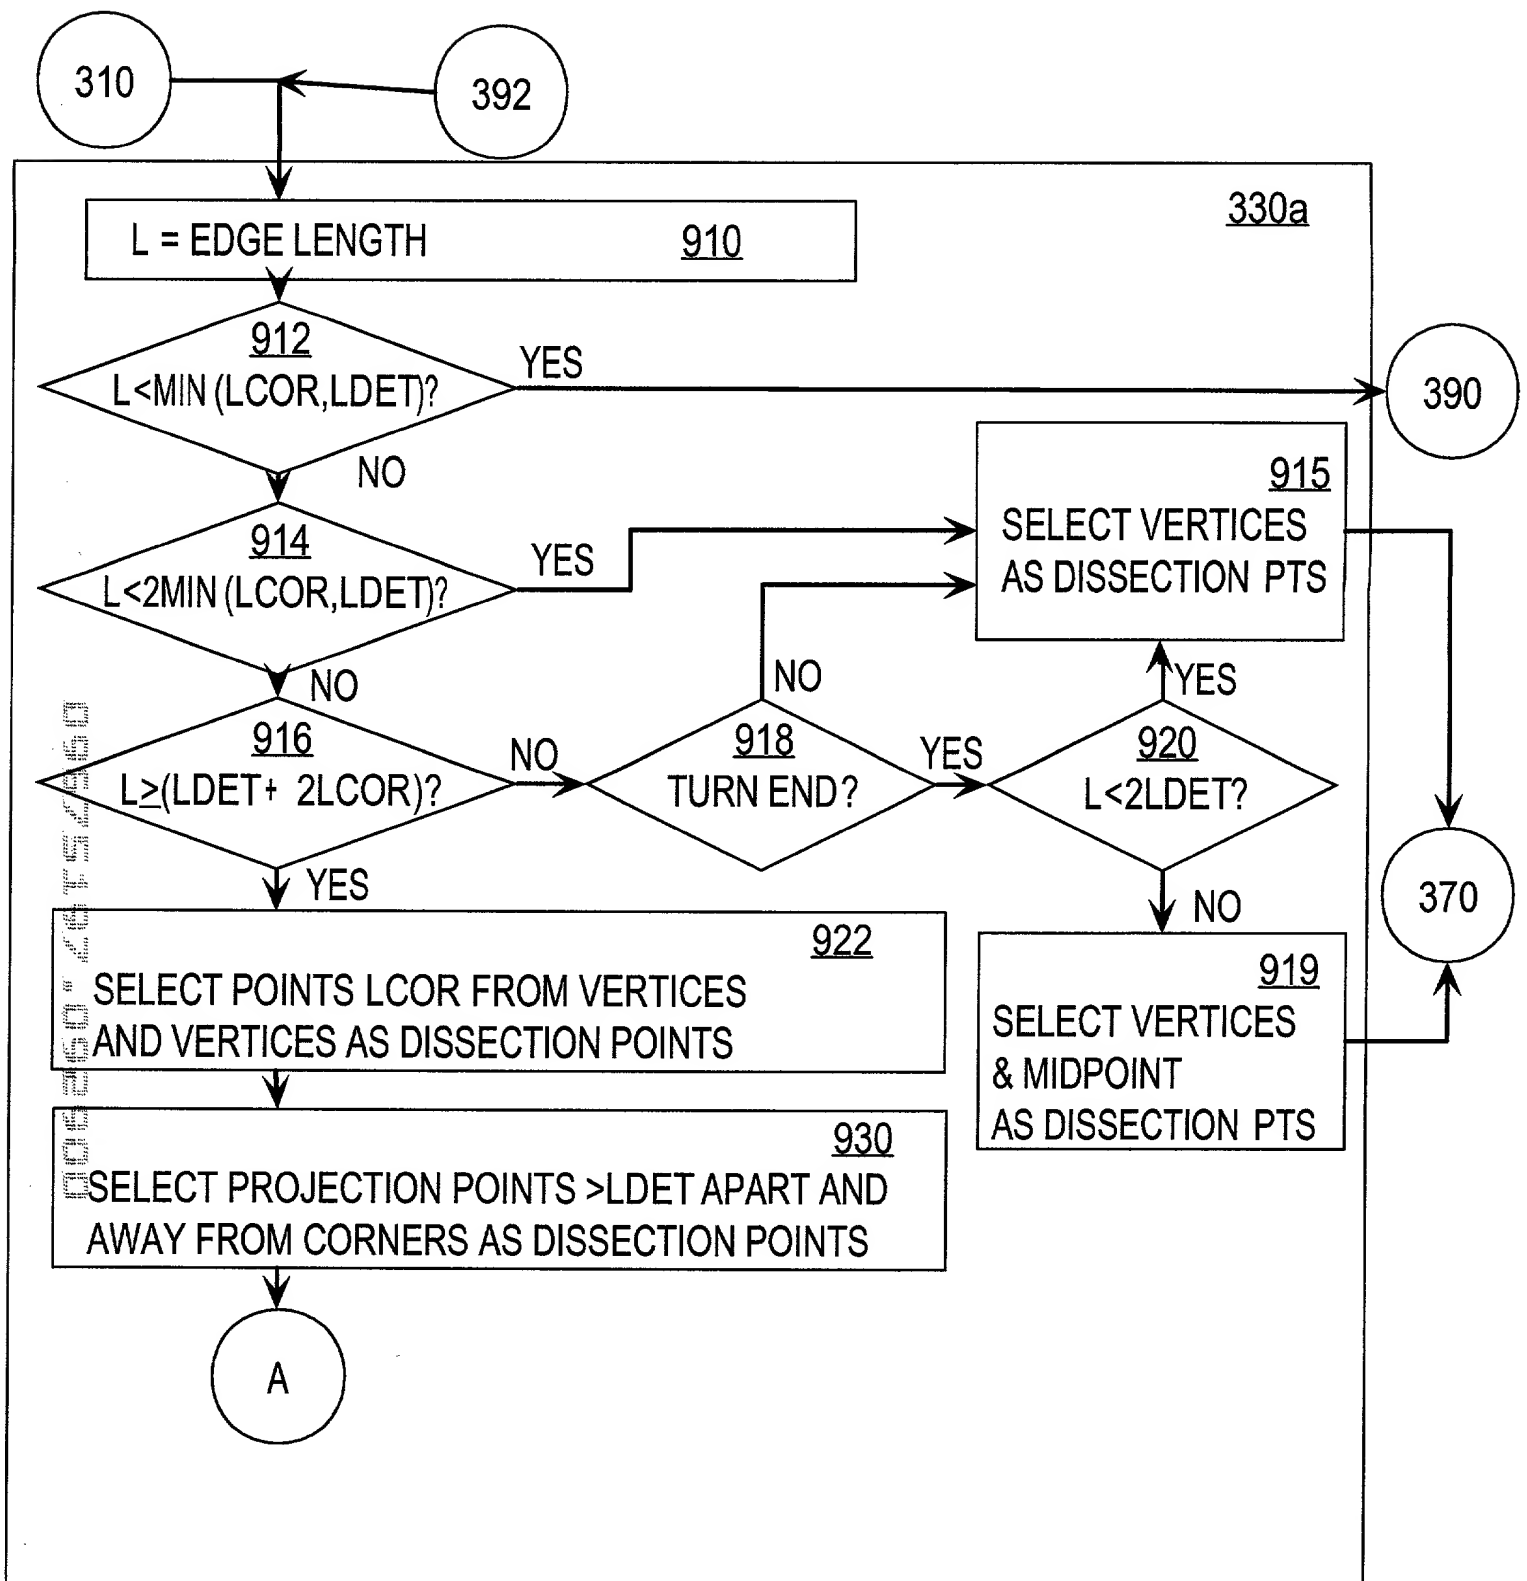 310
392
330a
L = EDGE LENGTH 910
912
L<MIN (LCOR,LDET)?
YES
390
NO
914
L<2MIN (LCOR,LDET)?
YES
915
SELECT VERTICES
AS DISSECTION PTS
NO
916
L≥(LDET+ 2LCOR)?
NO
918
TURN END?
NO
YES
920
L<2LDET?
YES
NO
370
YES
922
SELECT POINTS LCOR FROM VERTICES
AND VERTICES AS DISSECTION POINTS
919
SELECT VERTICES
& MIDPOINT
AS DISSECTION PTS
930
SELECT PROJECTION POINTS >LDET APART AND
AWAY FROM CORNERS AS DISSECTION POINTS
A